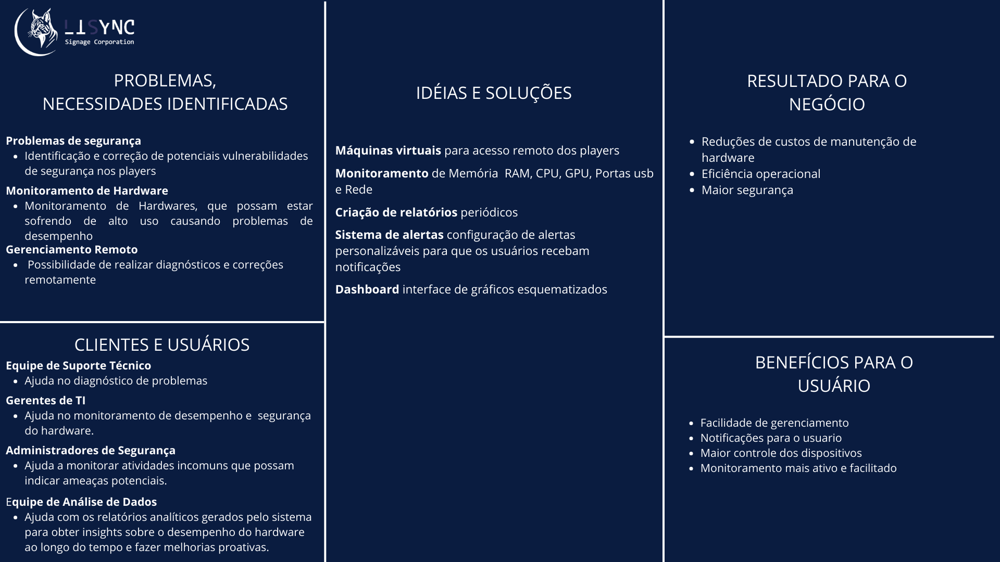 LISYNC
Signage Corporation
PROBLEMAS,
NECESSIDADES IDENTIFICADAS
Problemas de segurança
• Identificação e correção de potenciais vulnerabilidades
de segurança nos players
Monitoramento de Hardware
• Monitoramento de Hardwares, que possam estar
sofrendo de alto uso causando problemas de
desempenho
Gerenciamento Remoto
• Possibilidade de realizar diagnósticos e correções
remotamente
CLIENTES E USUÁRIOS
Equipe de Suporte Técnico
• Ajuda no diagnóstico de problemas
Gerentes de TI
• Ajuda no monitoramento de desempenho e  segurança
do hardware.
Administradores de Segurança
• Ajuda a monitorar atividades incomuns que possam
indicar ameaças potenciais.
Equipe de Análise de Dados
• Ajuda com os relatórios analíticos gerados pelo sistema
para obter insights sobre o desempenho do hardware
ao longo do tempo e fazer melhorias proativas.
IDÉIAS E SOLUÇÕES
Máquinas virtuais para acesso remoto dos players
Monitoramento de Memória  RAM, CPU, GPU, Portas usb
e Rede
Criação de relatórios periódicos
Sistema de alertas configuração de alertas
personalizáveis para que os usuários recebam
notificações
Dashboard interface de gráficos esquematizados
RESULTADO PARA O
NEGÓCIO
• Reduções de custos de manutenção de
hardware
• Eficiência operacional
• Maior segurança
BENEFÍCIOS PARA O
USUÁRIO
• Facilidade de gerenciamento
• Notificações para o usuario
• Maior controle dos dispositivos
• Monitoramento mais ativo e facilitado